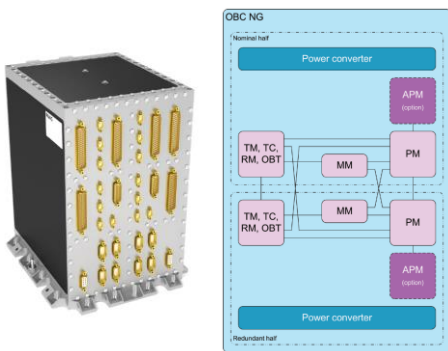 OBC NG
Nominal half
Power converter
APM
(option)
TM, TC,
RM, OBT
MM
PM
TM, TC,
RM, OBT
MM
PM
APM
(option)
Power converter
Redundant half